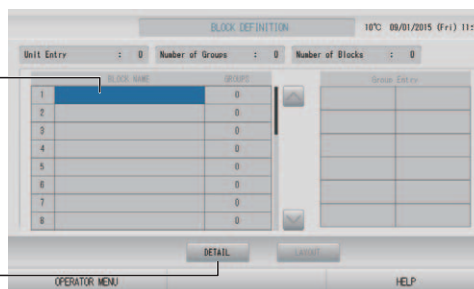 BLOCK DEFINITION 10°C 09/01/2015 (Fri) 11:
Unit Entry : 0 Number of Groups : 0 Number of Blocks : 0
BLOCK NAME GROUPS Group Entry
1 0
2 0
3 0
4 0
5 0
6 0
7 0
8 0
DETAIL LAYOUT
OPERATOR MENU HELP